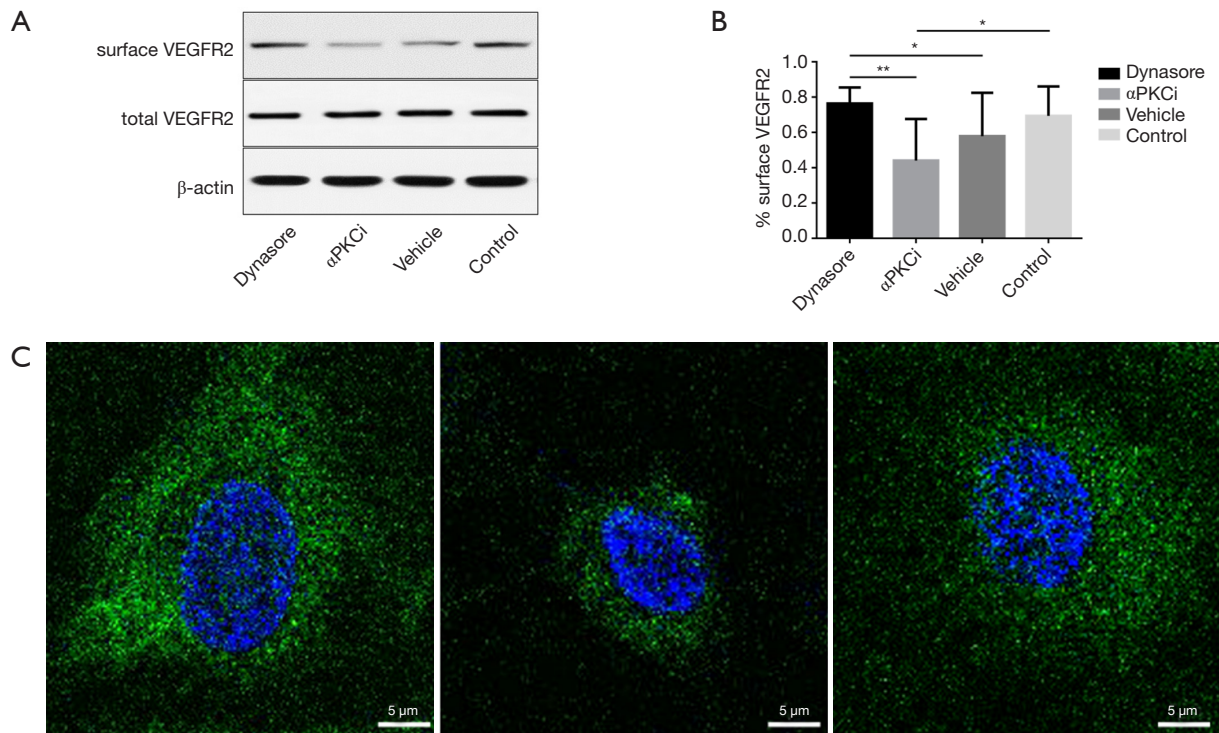 A
surface VEGFR2
total VEGFR2
β-actin
Dynasore
αPKCi
Vehicle
Control
B
*
*
**
% surface VEGFR2
1.0
0.8
0.6
0.4
0.2
0.0
Dynasore
αPKCi
Vehicle
Control
Dynasore
αPKCi
Vehicle
Control
C
5 µm
5 µm
5 µm